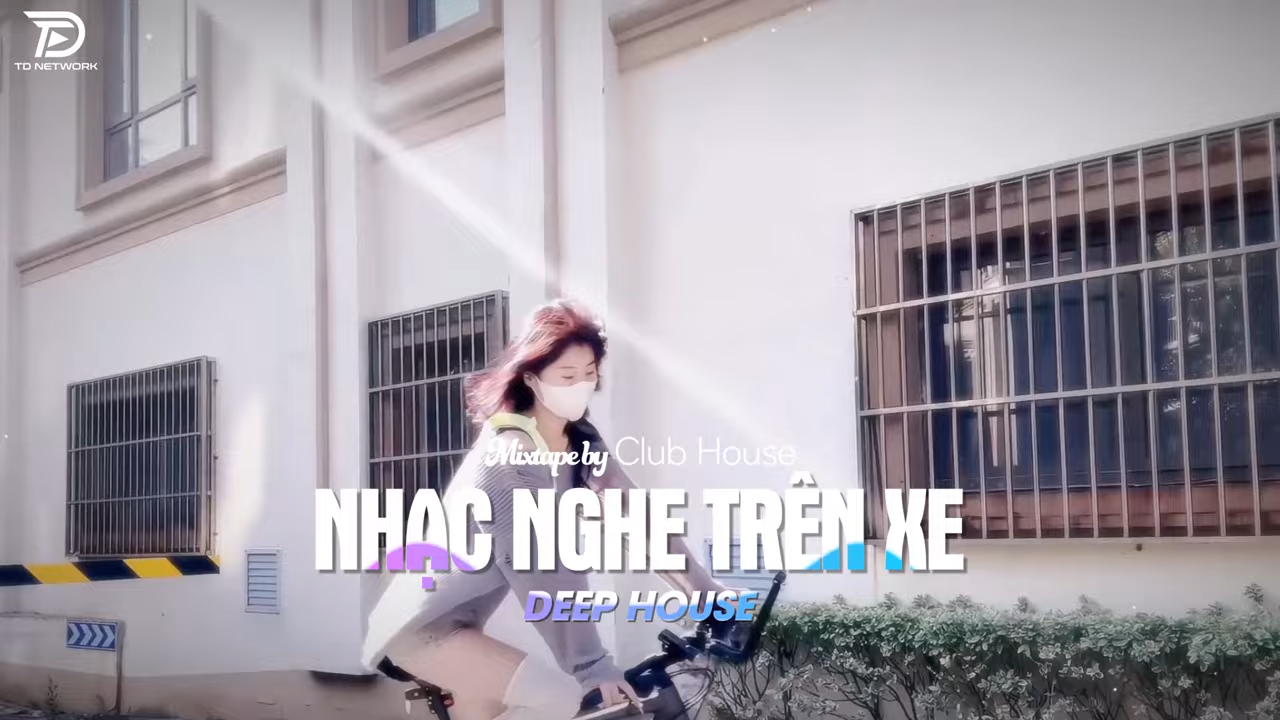 TD NETWORK
Mixtape by Club House
NHẠC NGHE TRÊN XE
DEEP HOUSE